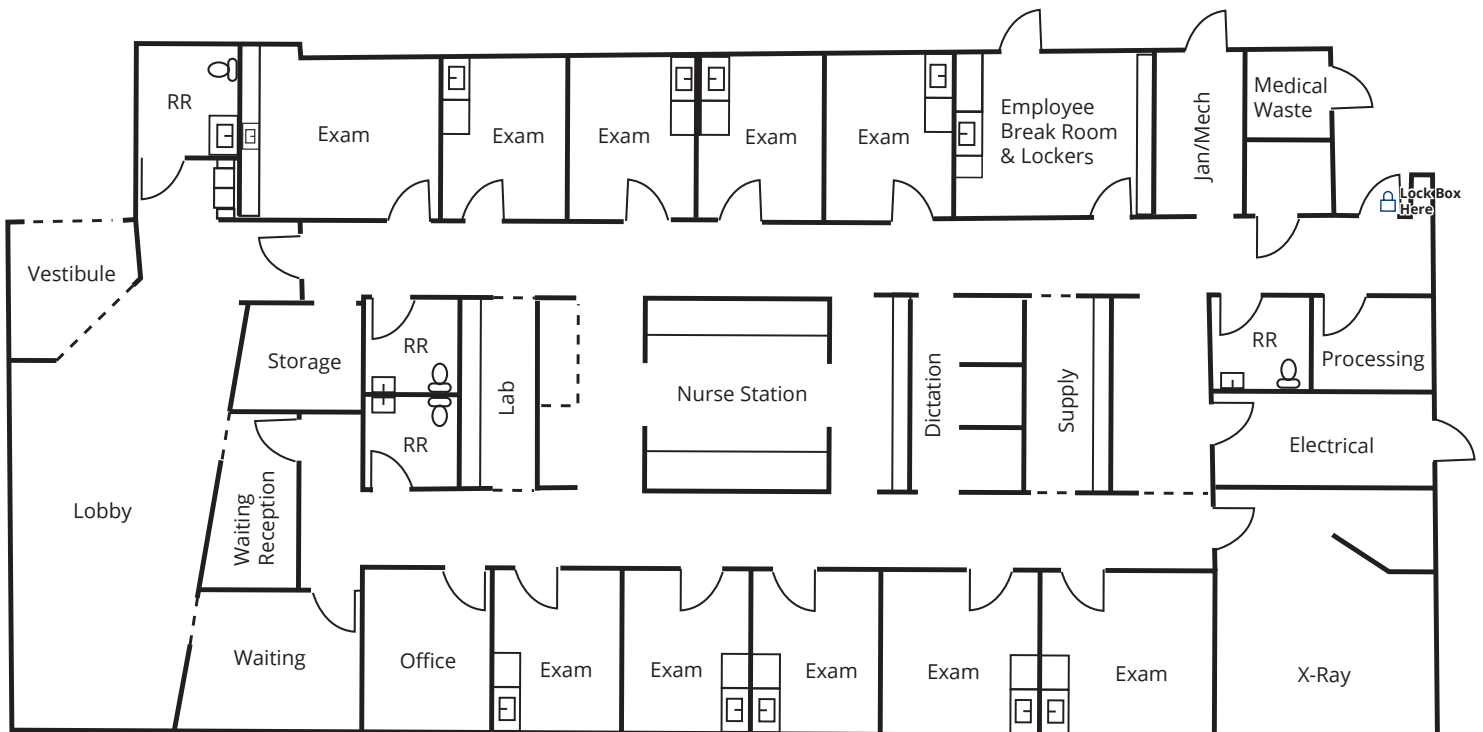 RR
Exam
Exam
Exam
Exam
Exam
Employee
Break Room
& Lockers
Jan/Mech
Medical
Waste
Lock Box
Here
Vestibule
Storage
RR
RR
Lab
Nurse Station
Dictation
Supply
RR
Processing
Electrical
Lobby
Waiting
Reception
Waiting
Office
Exam
Exam
Exam
Exam
Exam
X-Ray